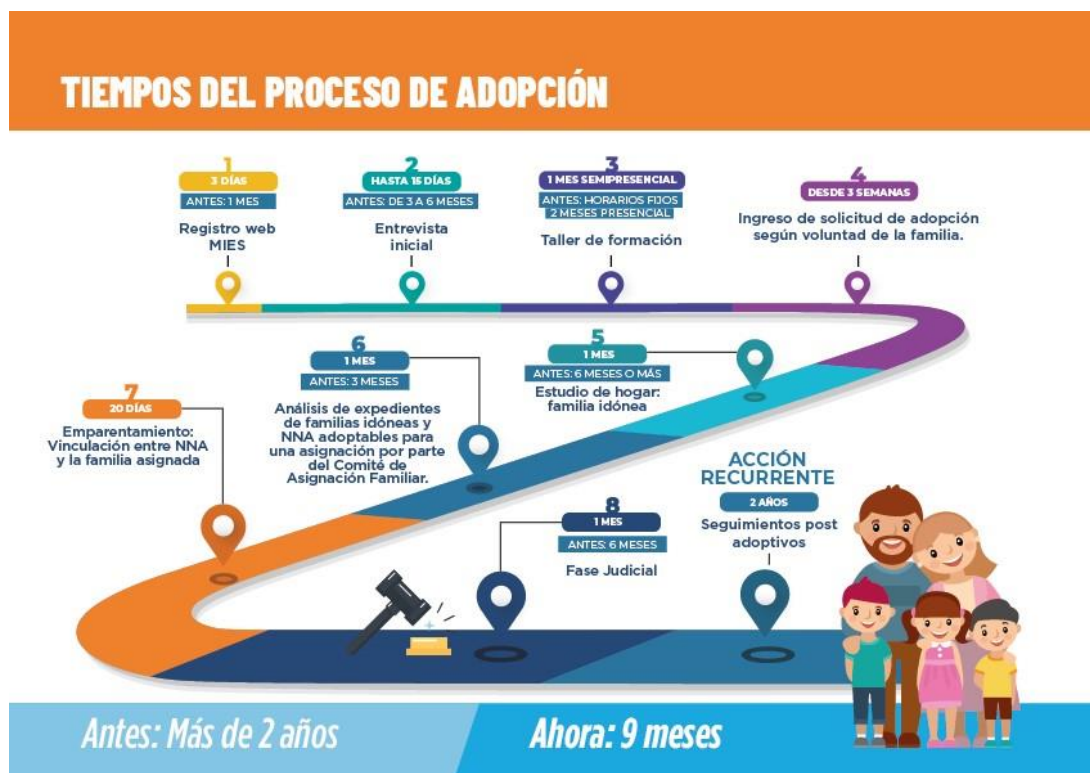 TIEMPOS DEL PROCESO DE ADOPCIÓN
1
3 DÍAS
ANTES: 1 MES
Registro web
MIES
2
HASTA 15 DÍAS
ANTES: DE 3 A 6 MESES
Entrevista
inicial
3
1 MES SEMIPRESENCIAL
ANTES: HORARIOS FIJOS
2 MESES PRESENCIAL
Taller de formación
4
DESDE 3 SEMANAS
Ingreso de solicitud de adopción
según voluntad de la familia.
5
1 MES
ANTES: 6 MESES O MÁS
Estudio de hogar:
familia idónea
6
1 MES
ANTES: 3 MESES
Análisis de expedientes
de familias idóneas y
NNA adoptables para
una asignación por parte
del Comité de
Asignación Familiar.
7
20 DÍAS
Emparentamiento:
Vinculación entre NNA
y la familia asignada
8
1 MES
ANTES: 6 MESES
Fase Judicial
ACCIÓN
RECURRENTE
2 AÑOS
Seguimientos post
adoptivos
Antes: Más de 2 años
Ahora: 9 meses